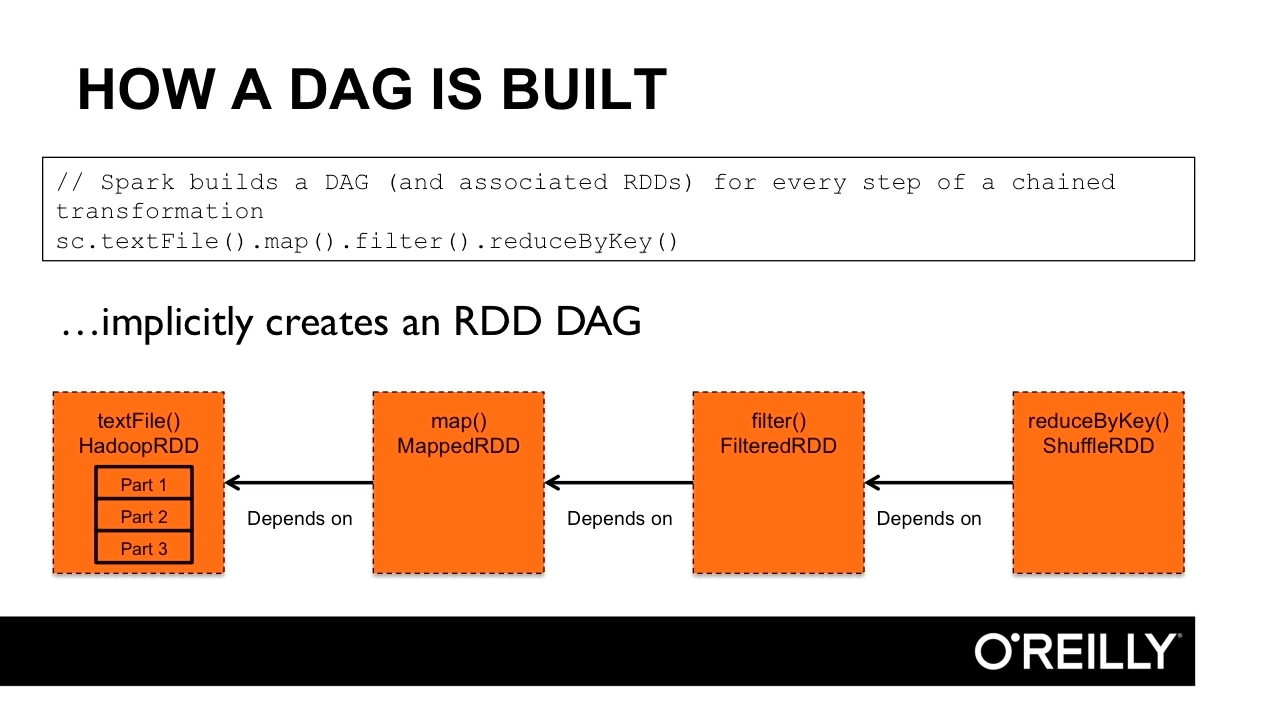 HOW A DAG IS BUILT
// Spark builds a DAG (and associated RDDs) for every step of a chained
transformation
sc.textFile().map().filter().reduceByKey()
…implicitly creates an RDD DAG
textFile()
HadoopRDD
Part 1
Part 2
Part 3
Depends on
map()
MappedRDD
Depends on
filter()
FilteredRDD
Depends on
reduceByKey()
ShuffleRDD
O'REILLY®